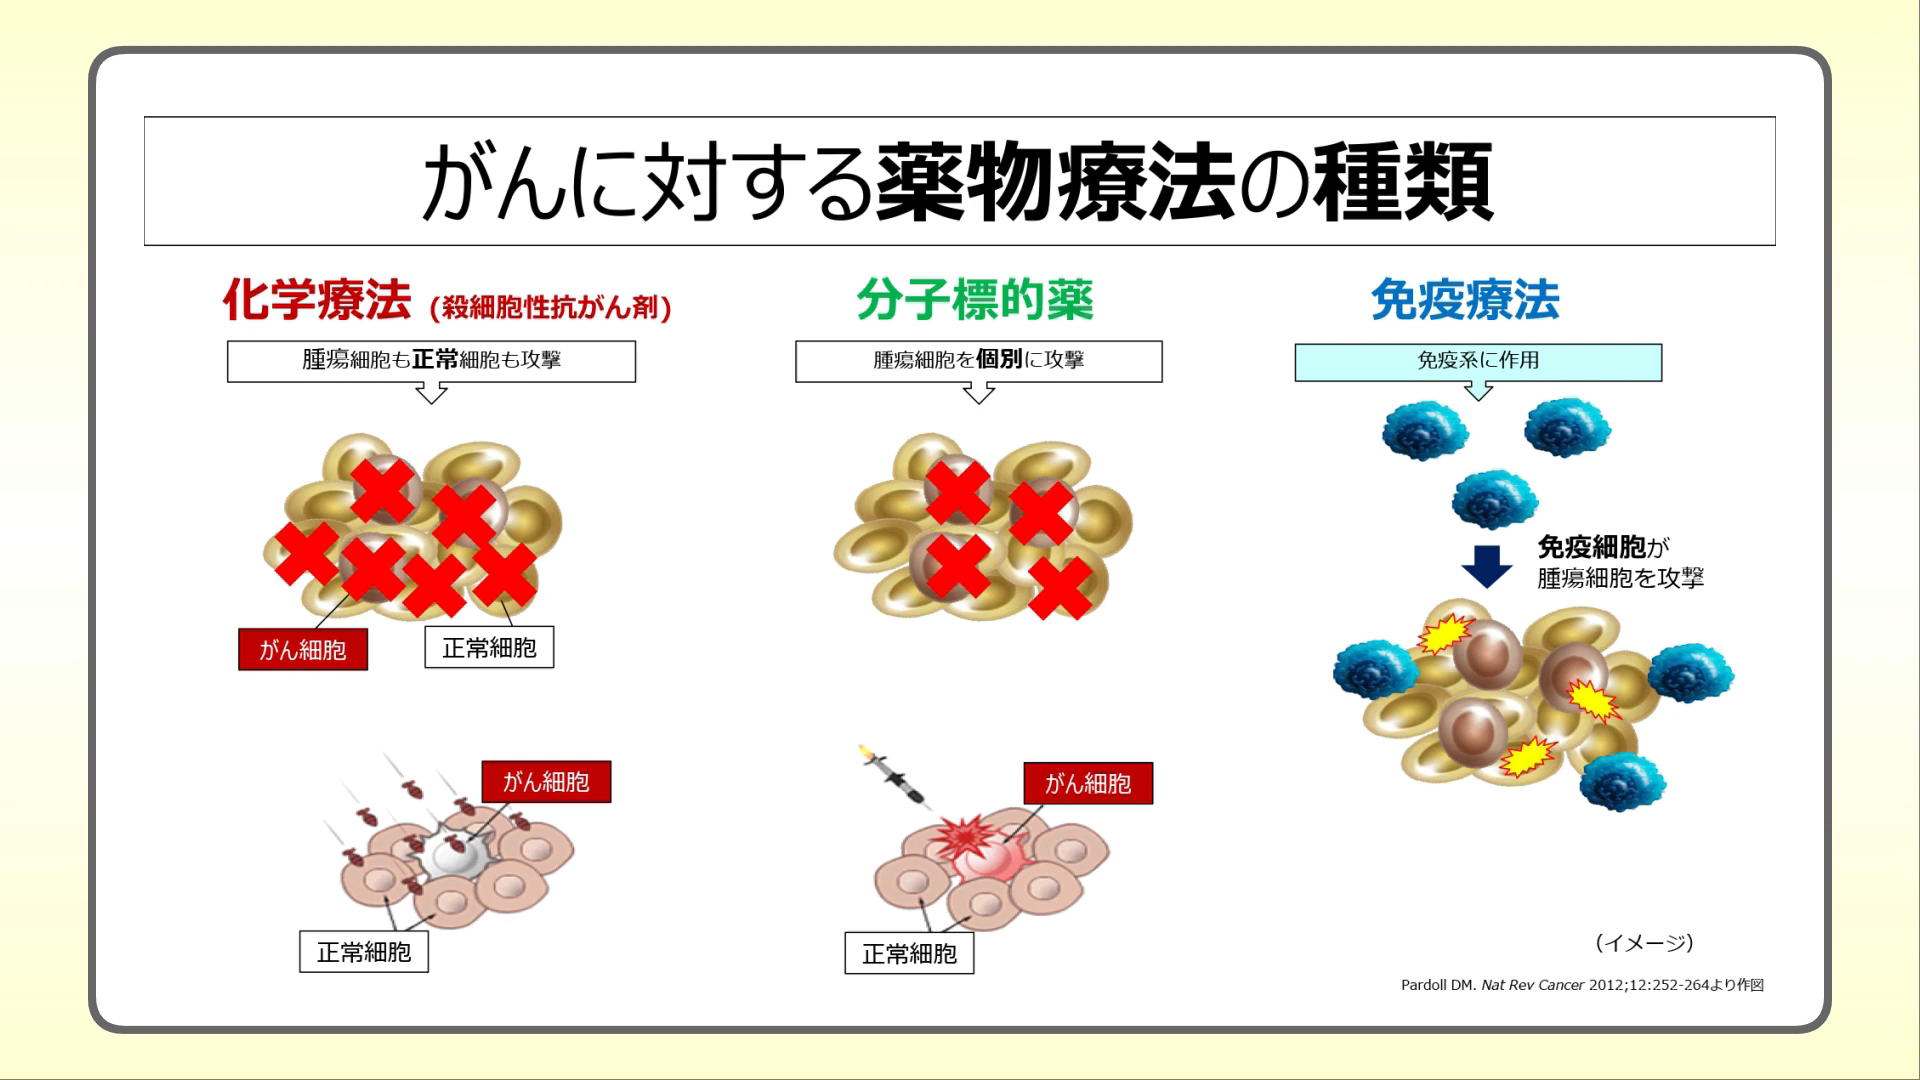 がんに対する薬物療法の種類
化学療法 (殺細胞性抗がん剤)
腫瘍細胞も正常細胞も攻撃
がん細胞
正常細胞
がん細胞
正常細胞
分子標的薬
腫瘍細胞を個別に攻撃
がん細胞
正常細胞
免疫療法
免疫系に作用
免疫細胞が
腫瘍細胞を攻撃
（イメージ）
Pardoll DM. Nat Rev Cancer 2012;12:252-264より作図